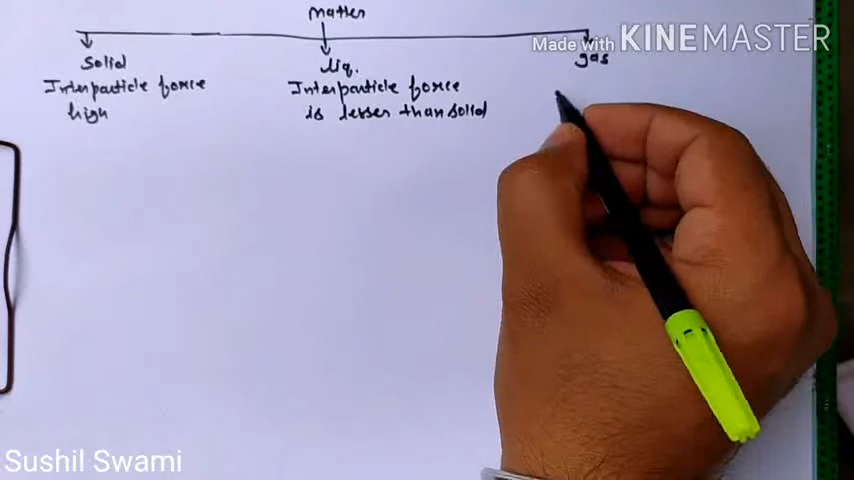 Matter
Made with KINEMASTER
Solid
liq.
gas
Interparticle force
high
Interparticle force
is lesser than solid
Sushil Swami